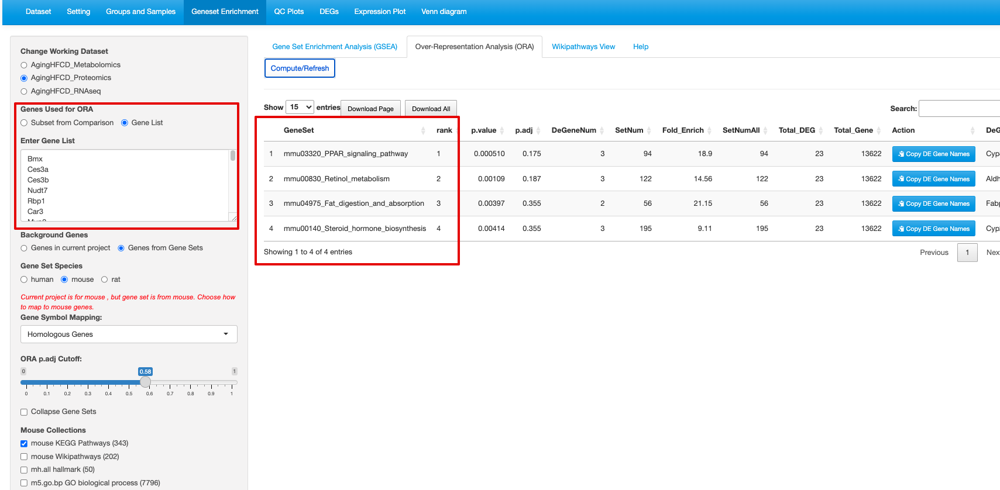 Dataset Setting Groups and Samples Geneset Enrichment QC Plots DEGs Expression Plot Venn diagram
Change Working Dataset
AgingHFCD_Metabolomics
AgingHFCD_Proteomics
AgingHFCD_RNAseq
Genes Used for ORA
Subset from Comparison Gene List
Enter Gene List
Bmx
Ces3a
Ces3b
Nudt7
Rbp1
Car3
Background Genes
Genes in current project Genes from Gene Sets
Gene Set Species
human mouse rat
Current project is for mouse , but gene set is from mouse. Choose how
to map to mouse genes.
Gene Symbol Mapping:
Homologous Genes
ORA p.adj Cutoff:
0 0.58 1
0 0.1 0.2 0.3 0.4 0.5 0.6 0.7 0.8 0.9 1
Collapse Gene Sets
Mouse Collections
mouse KEGG Pathways (343)
mouse Wikipathways (202)
mh.all hallmark (50)
m5.go.bp GO biological process (7796)
Gene Set Enrichment Analysis (GSEA) Over-Representation Analysis (ORA) Wikipathways View Help
Compute/Refresh
Show 15 entries Download Page Download All Search:
GeneSet rank p.value p.adj DeGeneNum SetNum Fold_Enrich SetNumAll Total_DEG Total_Gene Action DeG
1 mmu03320_PPAR_signaling_pathway 1 0.000510 0.175 3 94 18.9 94 23 13622 Copy DE Gene Names Cyp
2 mmu00830_Retinol_metabolism 2 0.00109 0.187 3 122 14.56 122 23 13622 Copy DE Gene Names Aldh
3 mmu04975_Fat_digestion_and_absorption 3 0.00397 0.355 2 56 21.15 56 23 13622 Copy DE Gene Names Fabp
4 mmu00140_Steroid_hormone_biosynthesis 4 0.00414 0.355 3 195 9.11 195 23 13622 Copy DE Gene Names Cyp
Showing 1 to 4 of 4 entries Previous 1 Nex